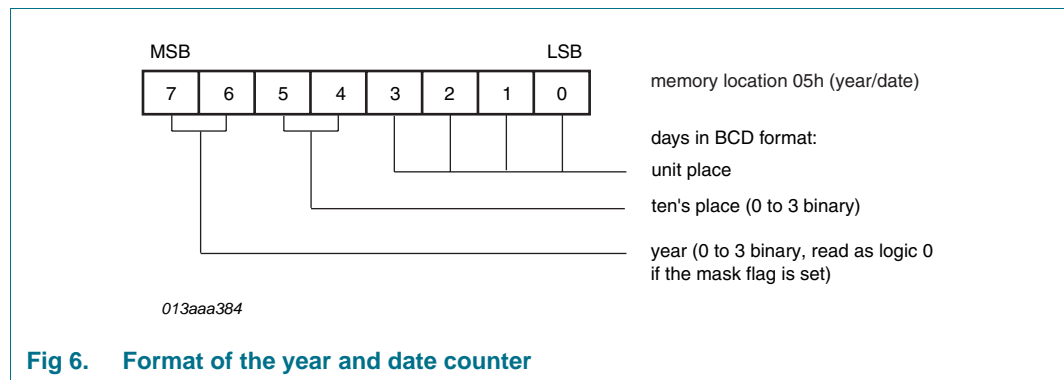 MSB LSB
7 6 5 4 3 2 1 0
memory location 05h (year/date)
days in BCD format:
unit place
ten's place (0 to 3 binary)
year (0 to 3 binary, read as logic 0
if the mask flag is set)
013aaa384
Fig 6. Format of the year and date counter